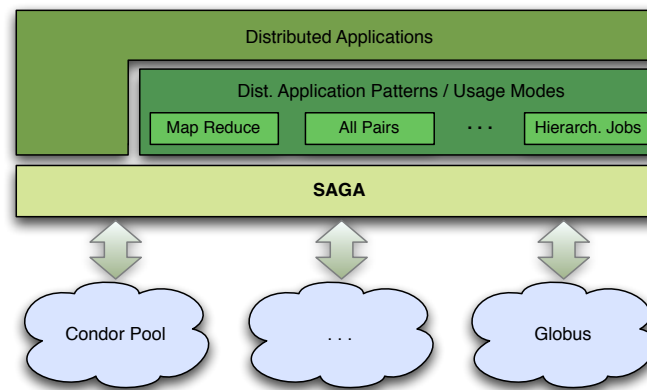 Distributed Applications
Dist. Application Patterns / Usage Modes
Map Reduce All Pairs . . . Hierarch. Jobs
SAGA
Condor Pool . . . Globus